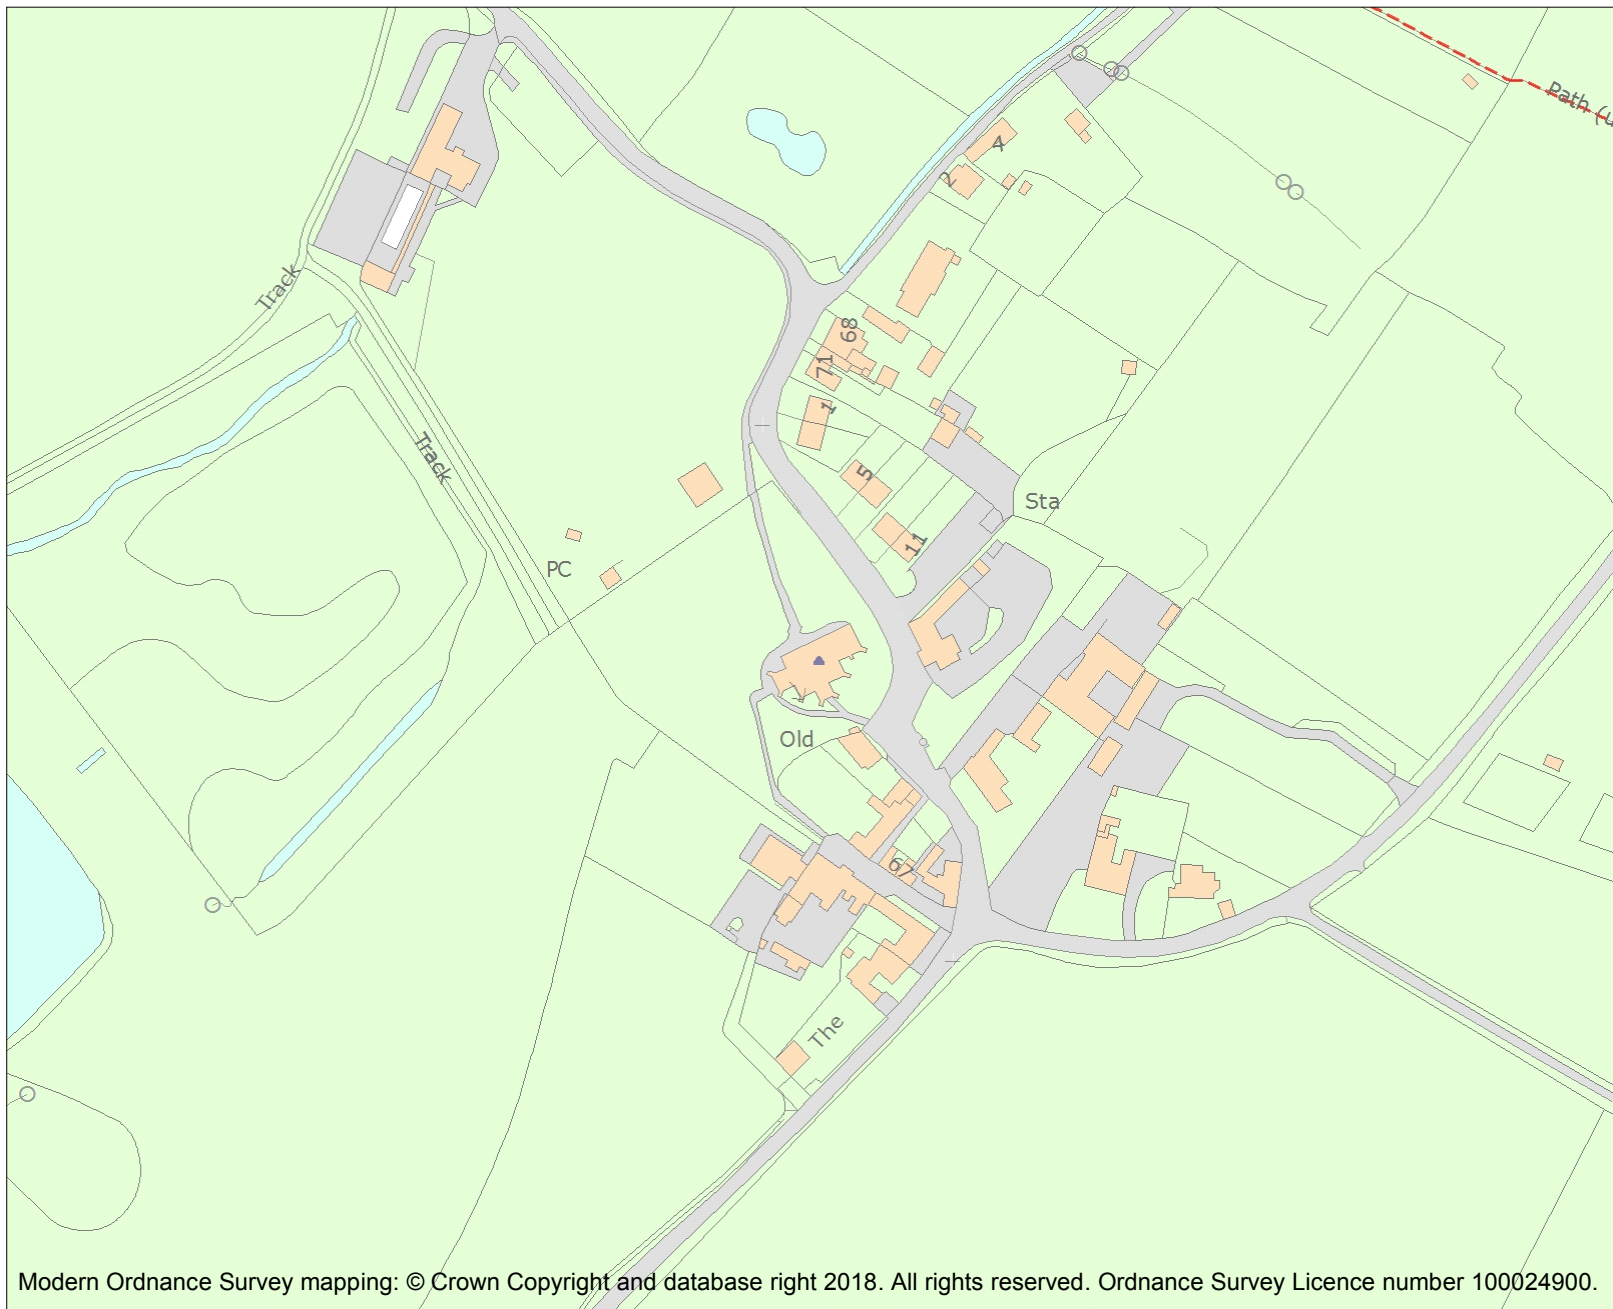 Path (u
4
2
Track
68
71
1
Track
5
Sta
11
PC
Old
67
The
Modern Ordnance Survey mapping: © Crown Copyright and database right 2018. All rights reserved. Ordnance Survey Licence number 100024900.